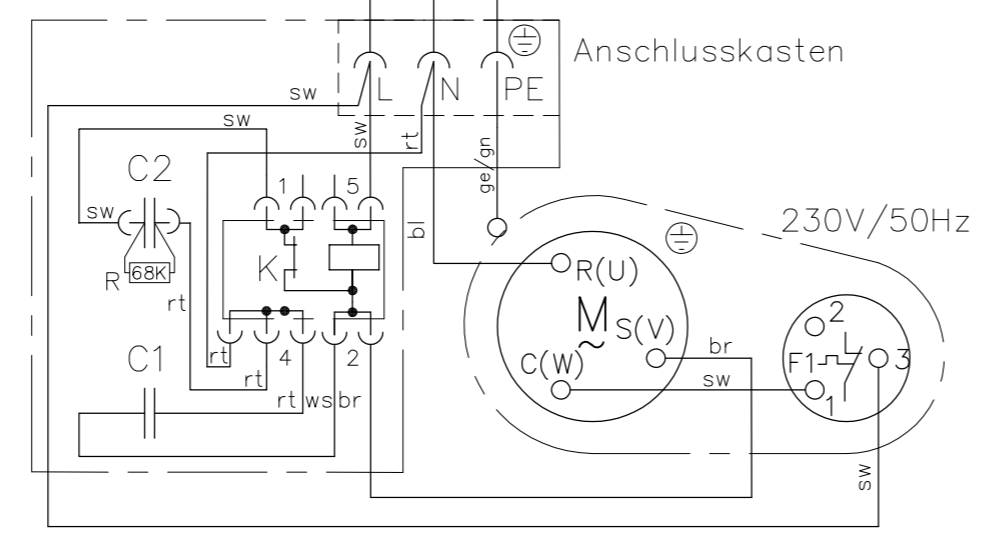 Anschlusskasten
L N PE
sw
sw
sw
rt
ge/gn
C2
sw
1 5
bl
230V/50Hz
R 68K
K
R(U)
rt
M
~
S(V)
2
C1
rt
4 2
C(W)
br
F1
3
rt
sw
1
rt ws br
sw